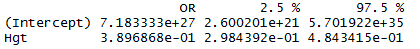 OR 2.5 % 97.5 %
(Intercept) 7.183333e+27 2.600201e+21 5.701922e+35
Hgt 3.896868e-01 2.984392e-01 4.843415e-01